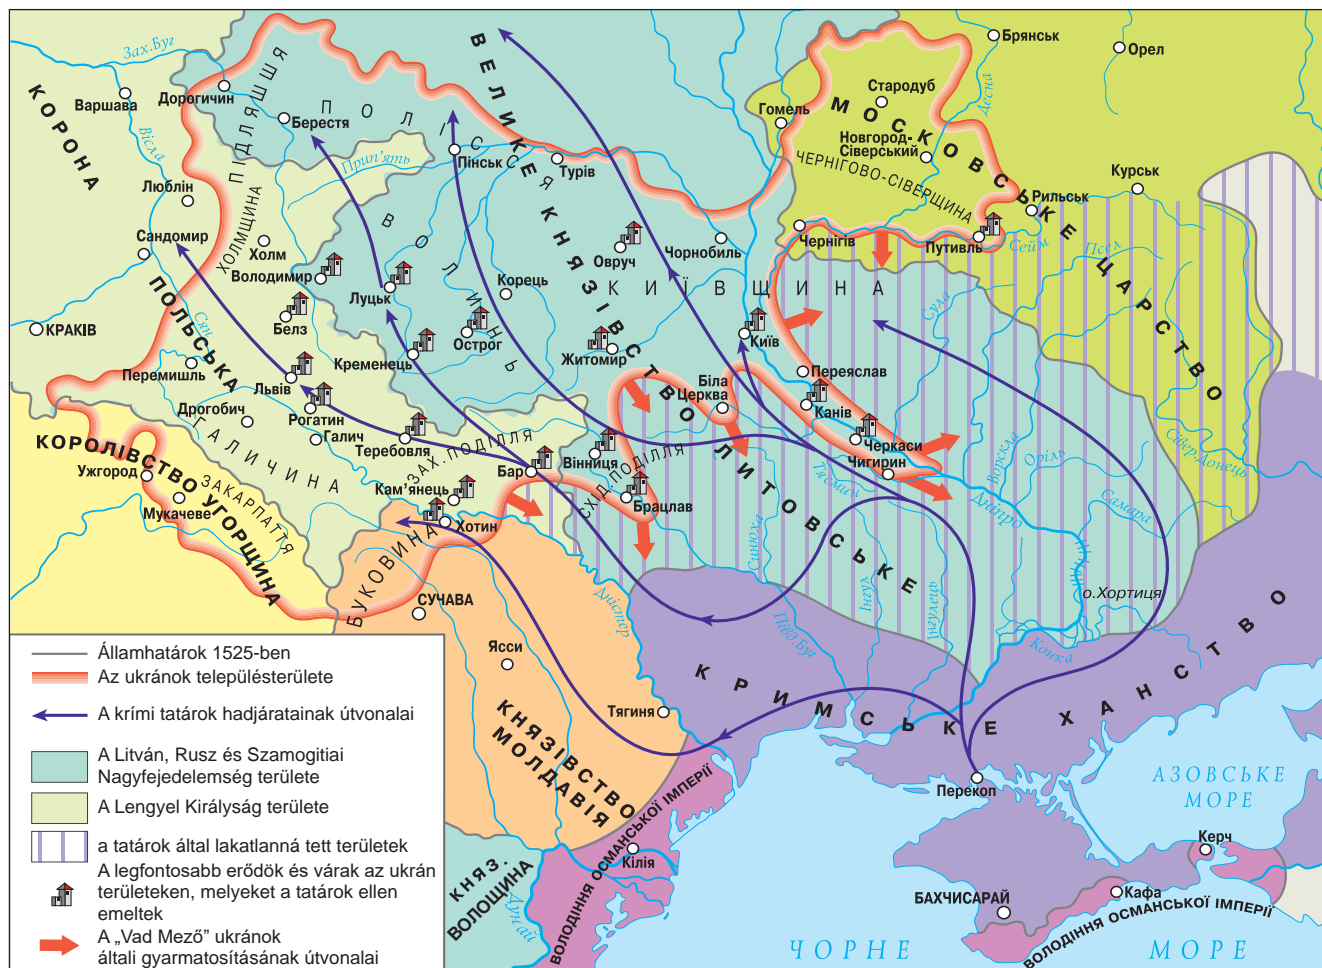 Зах.Буг
Дорогичин
Варшава
Вісла
КОРОНА
ПОЛЬСЬКА
ПІДЛЯШШЯ
Берестя
ПОЛІССЯ
Прип'ять
Пінськ
Турів
ВЕЛИКЕ КНЯЗІВСТВО ЛИТОВСЬКЕ
Гомель
Стародуб
Брянськ
Орел
Десна
МОСКОВСЬКЕ ЦАРСТВО
Новгород-
Сіверський
ЧЕРНІГОВО-СІВЕРЩИНА
Курськ
Рильськ
Путивль
Сейм
Псел
Чернігів
Люблін
Сандомир
ХОЛМЩИНА
Холм
Володимир
ВОЛИНЬ
Луцьк
Корець
Овруч
Чорнобиль
КИЇВЩИНА
Сула
КРАКІВ
Сян
Белз
Кременець
Острог
Житомир
Київ
Перемишль
Львів
Переяслав
Біла
Церква
Канів
Дрогобич
Рогатин
Галич
Теребовля
ГАЛИЧИНА
ЗАХ. ПОДІЛЛЯ
Бар
Вінниця
СХІД. ПОДІЛЛЯ
Черкаси
Чигирин
Тясмин
Ворскла
Оріль
Сівер.Донець
Самара
Дніпро
КОРОЛІВСТВО УГОРЩИНА
Ужгород
Мукачеве
ЗАКАРПАТТЯ
Кам'янець
Хотин
Брацлав
Синюха
Інгул
Інгулець
о.Хортиця
БУКОВИНА
СУЧАВА
Дністер
Півд.Буг
Конка
Ясси
Тягиня
КНЯЗІВСТВО
МОЛДАВІЯ
КРИМСЬКЕ ХАНСТВО
Перекоп
АЗОВСЬКЕ
МОРЕ
Керч
Кафа
БАХЧИСАРАЙ
ВОЛОДІННЯ ОСМАНСЬКОЇ ІМПЕРІЇ
ВОЛОДІННЯ ОСМАНСЬКОЇ ІМПЕРІЇ
Кілія
КНЯЗ.
ВОЛОЩИНА
Дунай
ЧОРНЕ МОРЕ
Államhatárok 1525-ben
Az ukránok településterülete
A krími tatárok hadjáratainak útvonalai
A Litván, Rusz és Szamogitiai
Nagyfejedelemség területe
A Lengyel Királyság területe
a tatárok által lakatlanná tett területek
A legfontosabb erődök és várak az ukrán
területeken, melyeket a tatárok ellen
emeltek
A „Vad Mező” ukránok
általi gyarmatosításának útvonalai